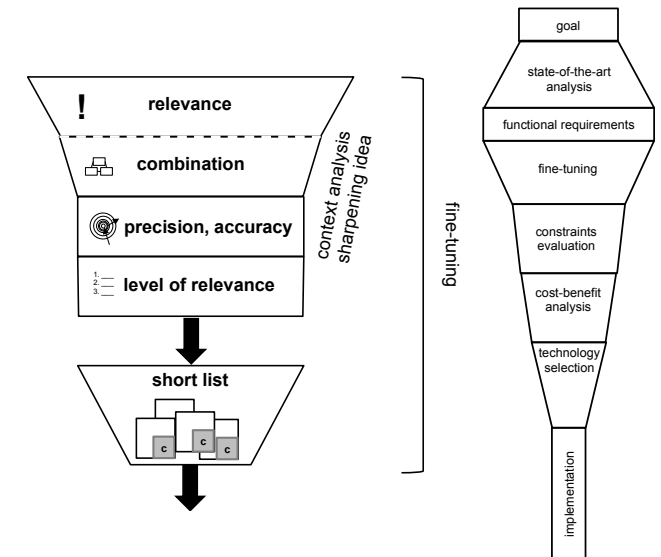 !
relevance
combination
precision, accuracy
1.
2.
3.
level of relevance
context analysis
sharpening idea
short list
c
c
c
fine-tuning
goal
state-of-the-art
analysis
functional requirements
fine-tuning
constraints
evaluation
cost-benefit
analysis
technology
selection
implementation